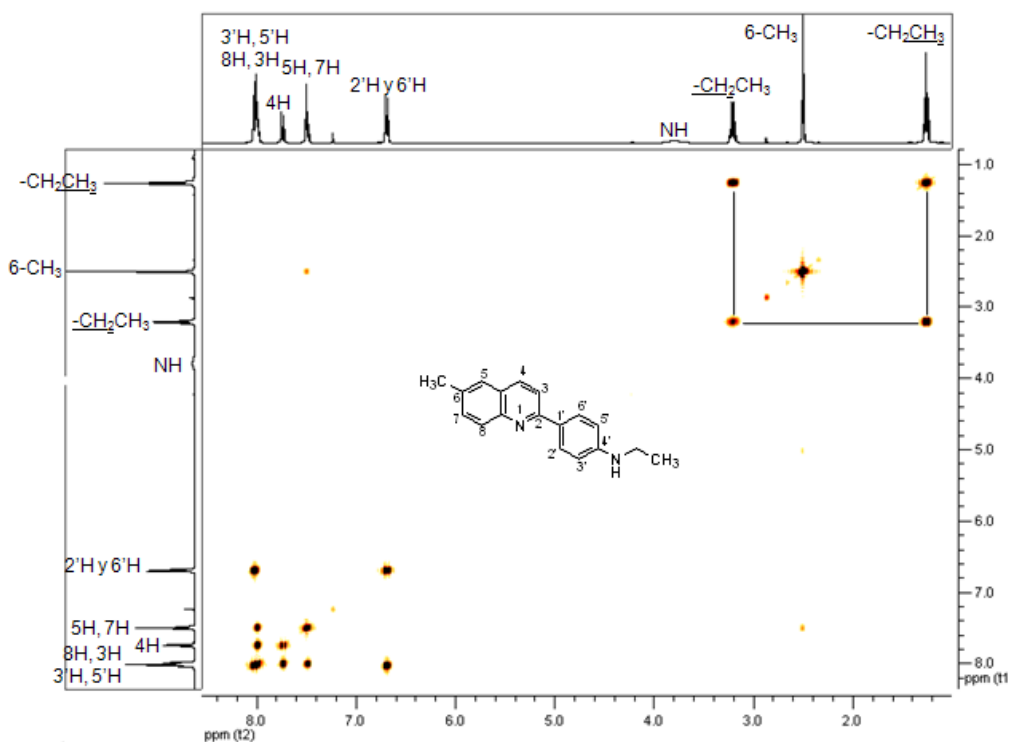 3'H, 5'H
8H, 3H
4H
5H, 7H
2'H y 6'H
NH
-CH2CH3
6-CH3
-CH2CH3
-CH2CH3
6-CH3
-CH2CH3
NH
2'H y 6'H
5H, 7H
4H
8H, 3H
3'H, 5'H
1.0
2.0
3.0
4.0
5.0
6.0
7.0
8.0
ppm (t1
H3C
5
4
6
3
7
8
1
N
2
1'
6'
5'
4'
2'
3'
N
H
CH3
8.0
7.0
6.0
5.0
4.0
3.0
2.0
ppm (t2)